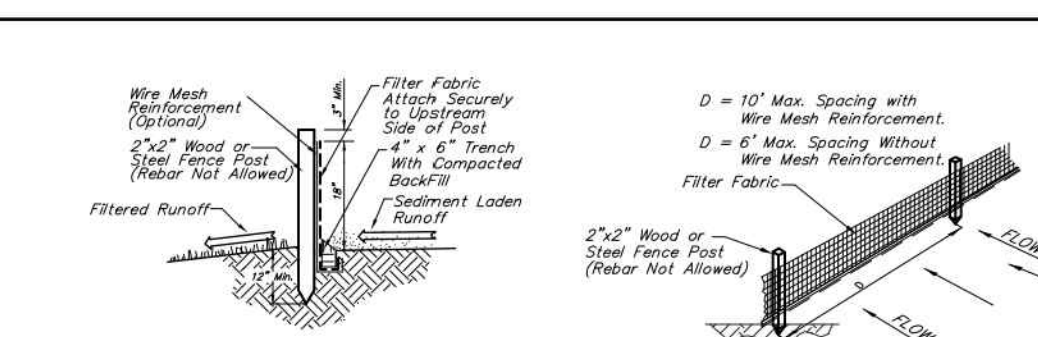 Wire Mesh
Reinforcement
(Optional)
2"x2" Wood or
Steel Fence Post
(Rebar Not Allowed)
Filtered Runoff
12" Min.
3" Min.
18"
Filter Fabric
Attach Securely
to Upstream
Side of Post
4" x 6" Trench
With Compacted
BackFill
Sediment Laden
Runoff
D = 10' Max. Spacing with
Wire Mesh Reinforcement.
D = 6' Max. Spacing Without
Wire Mesh Reinforcement.
Filter Fabric
2"x2" Wood or
Steel Fence Post
(Rebar Not Allowed)
D
FLOW
FLOW